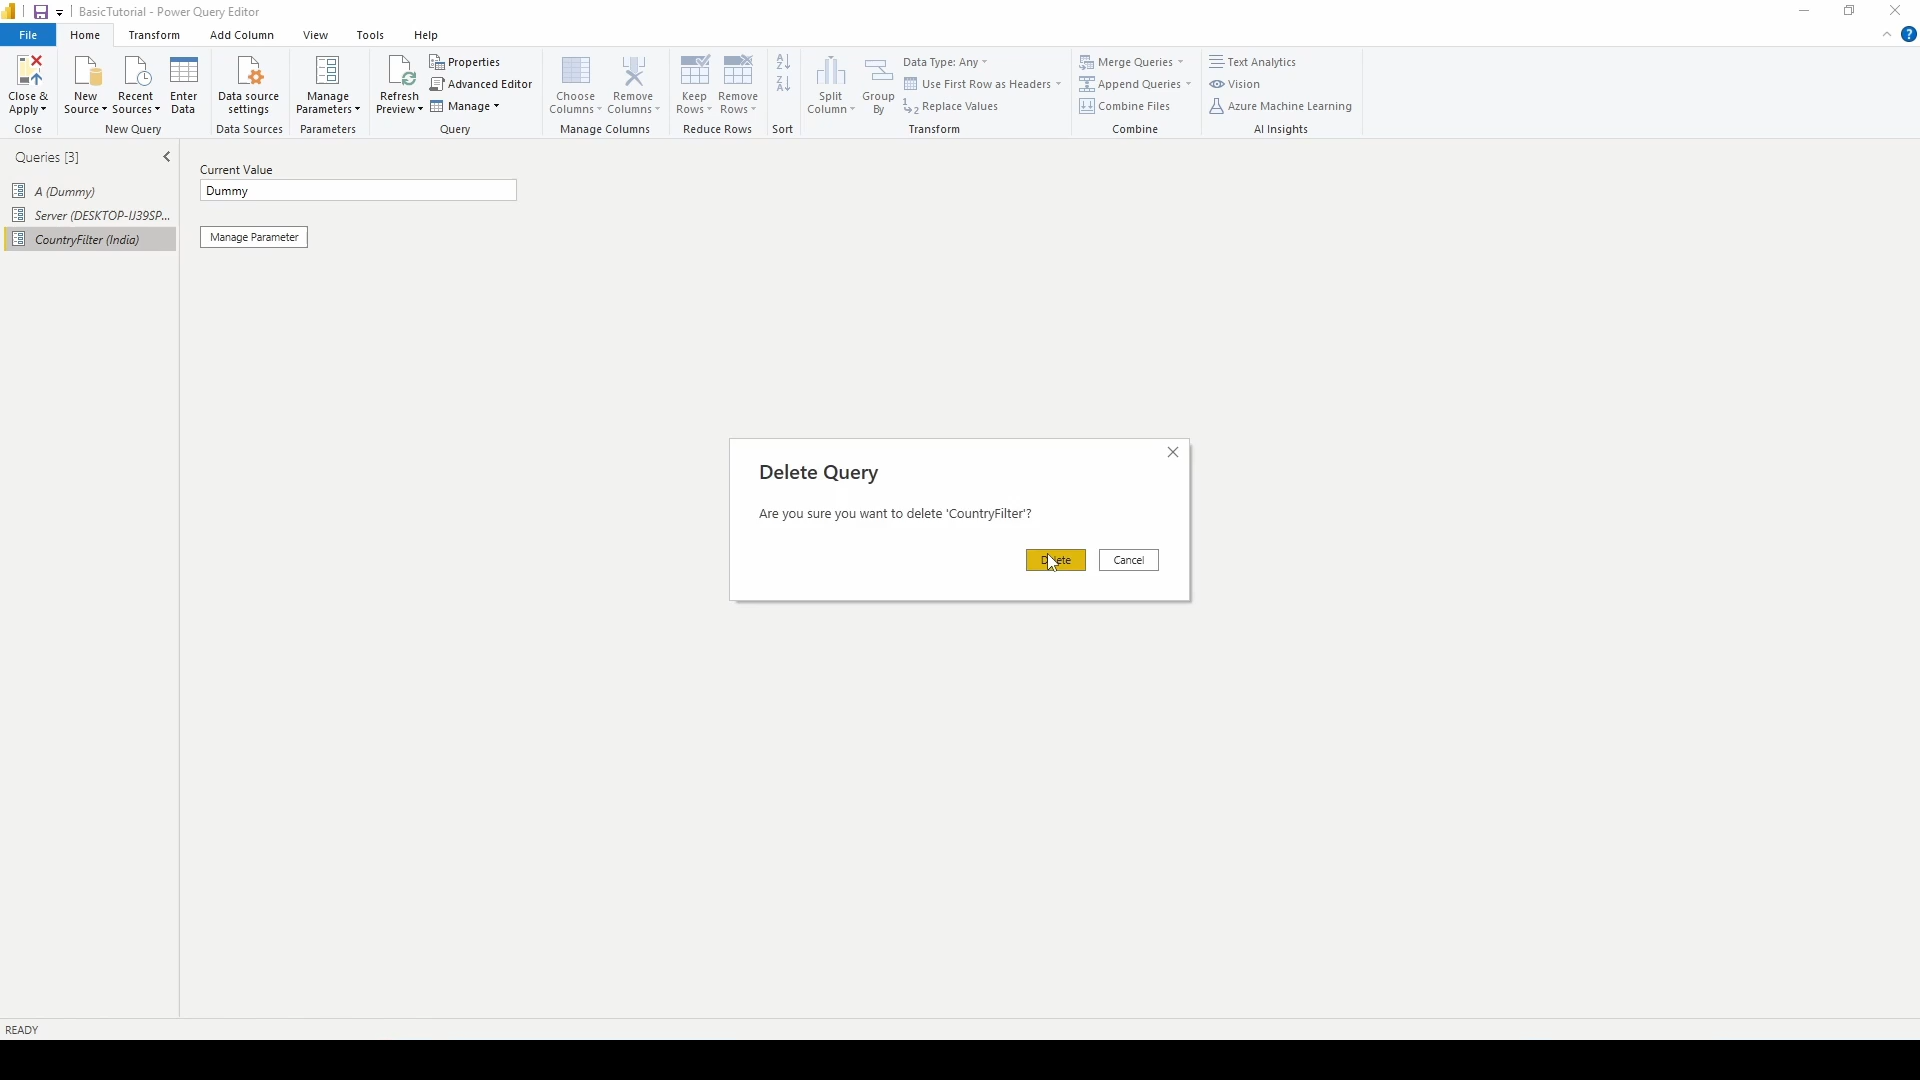 BasicTutorial - Power Query Editor
File Home Transform Add Column View Tools Help
Close & Apply
Close
New Source
Recent Sources
Enter Data
New Query
Data source settings
Data Sources
Manage Parameters
Parameters
Refresh Preview
Properties
Advanced Editor
Manage
Query
Choose Columns
Remove Columns
Manage Columns
Keep Rows
Remove Rows
Reduce Rows
Sort
Split Column
Group By
Data Type: Any
Use First Row as Headers
Replace Values
Transform
Merge Queries
Append Queries
Combine Files
Combine
Text Analytics
Vision
Azure Machine Learning
AI Insights
Queries [3]
A (Dummy)
Server (DESKTOP-IJ39SP...
CountryFilter (India)
Current Value
Dummy
Manage Parameter
Delete Query
Are you sure you want to delete 'CountryFilter'?
Delete Cancel
READY